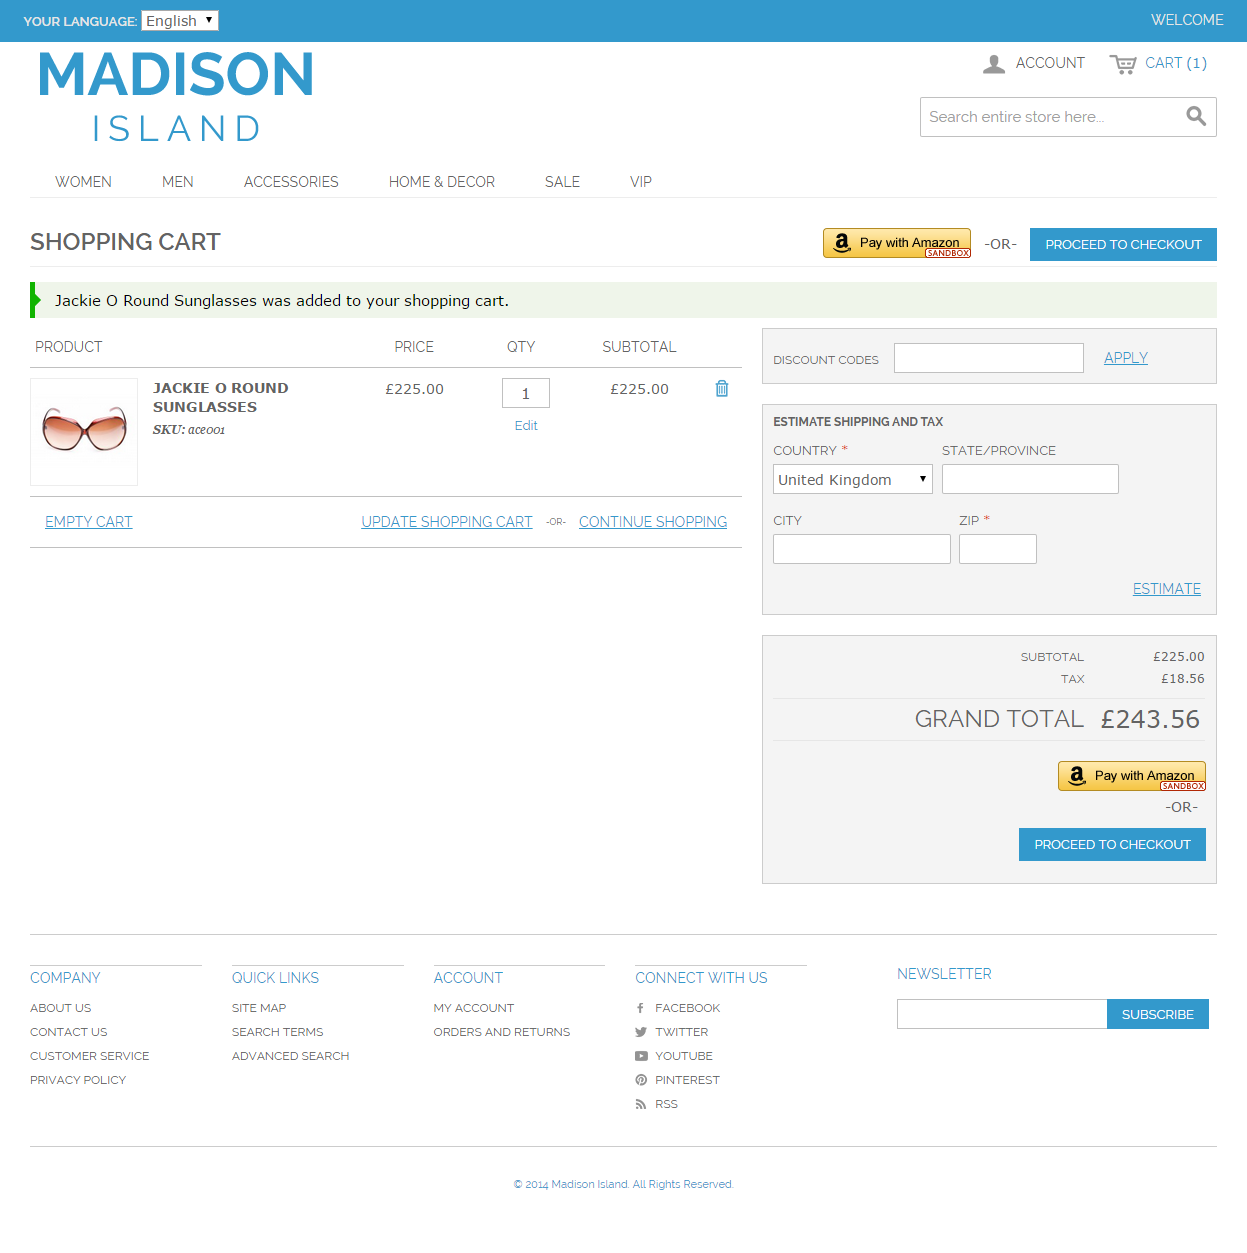 YOUR LANGUAGE: English
WELCOME
MADISON
ISLAND
ACCOUNT
CART (1)
Search entire store here...
WOMEN MEN ACCESSORIES HOME & DECOR SALE VIP
SHOPPING CART
Pay with Amazon
SANDBOX
-OR-
PROCEED TO CHECKOUT
Jackie O Round Sunglasses was added to your shopping cart.
PRODUCT PRICE QTY SUBTOTAL
JACKIE O ROUND
SUNGLASSES
SKU: ace001
£225.00
1
Edit
£225.00
EMPTY CART
UPDATE SHOPPING CART -OR- CONTINUE SHOPPING
DISCOUNT CODES
APPLY
ESTIMATE SHIPPING AND TAX
COUNTRY *
STATE/PROVINCE
United Kingdom
CITY
ZIP *
ESTIMATE
SUBTOTAL £225.00
TAX £18.56
GRAND TOTAL £243.56
Pay with Amazon
SANDBOX
-OR-
PROCEED TO CHECKOUT
COMPANY
ABOUT US
CONTACT US
CUSTOMER SERVICE
PRIVACY POLICY
QUICK LINKS
SITE MAP
SEARCH TERMS
ADVANCED SEARCH
ACCOUNT
MY ACCOUNT
ORDERS AND RETURNS
CONNECT WITH US
FACEBOOK
TWITTER
YOUTUBE
PINTEREST
RSS
NEWSLETTER
SUBSCRIBE
© 2014 Madison Island. All Rights Reserved.